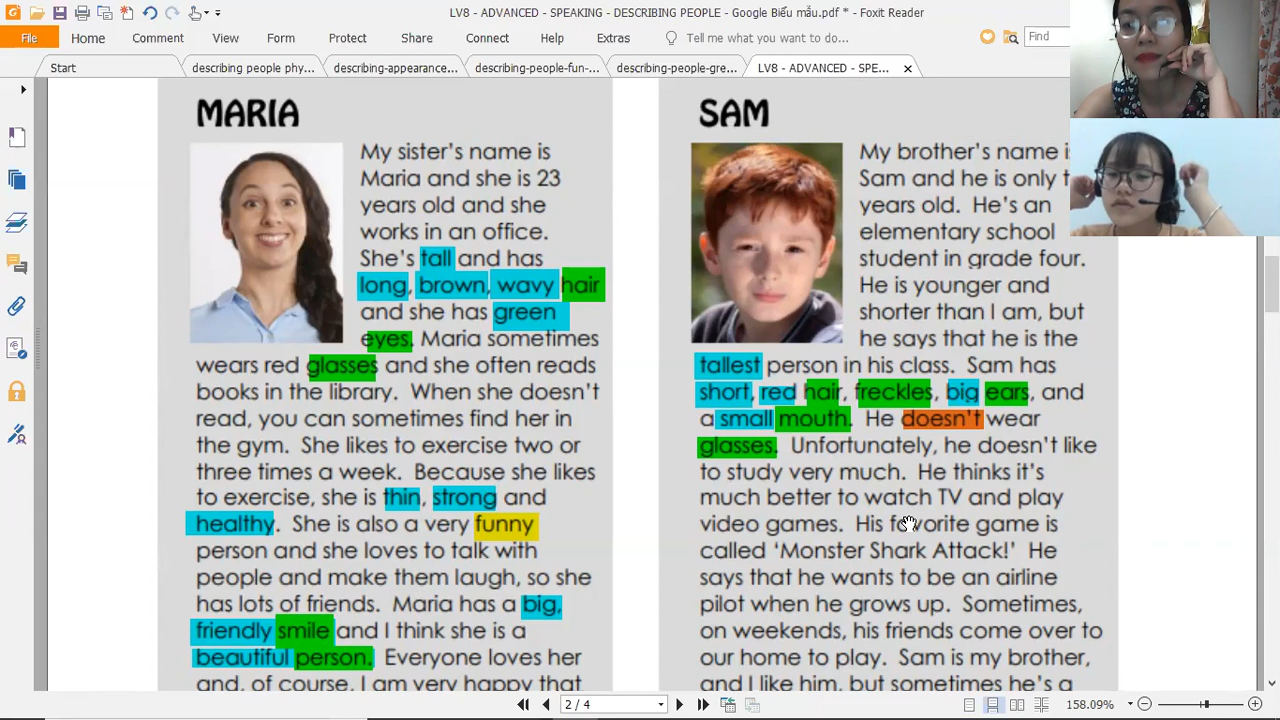 LV8 - ADVANCED - SPEAKING - DESCRIBING PEOPLE - Google Biểu mẫu.pdf * - Foxit Reader
File Home Comment View Form Protect Share Connect Help Extras Tell me what you want to do... Find
Start describing people phy... describing-appearance... describing-people-fun-... describing-people-gre... LV8 - ADVANCED - SPE...
MARIA
My sister's name is
Maria and she is 23
years old and she
works in an office.
She's tall and has
long, brown, wavy hair
and she has green
eyes. Maria sometimes
wears red glasses and she often reads
books in the library. When she doesn't
read, you can sometimes find her in
the gym. She likes to exercise two or
three times a week. Because she likes
to exercise, she is thin, strong and
healthy. She is also a very funny
person and she loves to talk with
people and make them laugh, so she
has lots of friends. Maria has a big,
friendly smile and I think she is a
beautiful person. Everyone loves her
and, of course, I am very happy that
SAM
My brother's name
Sam and he is only
years old. He's an
elementary school
student in grade four.
He is younger and
shorter than I am, but
he says that he is the
tallest person in his class. Sam has
short, red hair, freckles, big ears, and
a small mouth. He doesn't wear
glasses. Unfortunately, he doesn't like
to study very much. He thinks it's
much better to watch TV and play
video games. His favorite game is
called 'Monster Shark Attack!' He
says that he wants to be an airline
pilot when he grows up. Sometimes,
on weekends, his friends come over to
our home to play. Sam is my brother,
and I like him, but sometimes he's a
2 / 4
158.09%